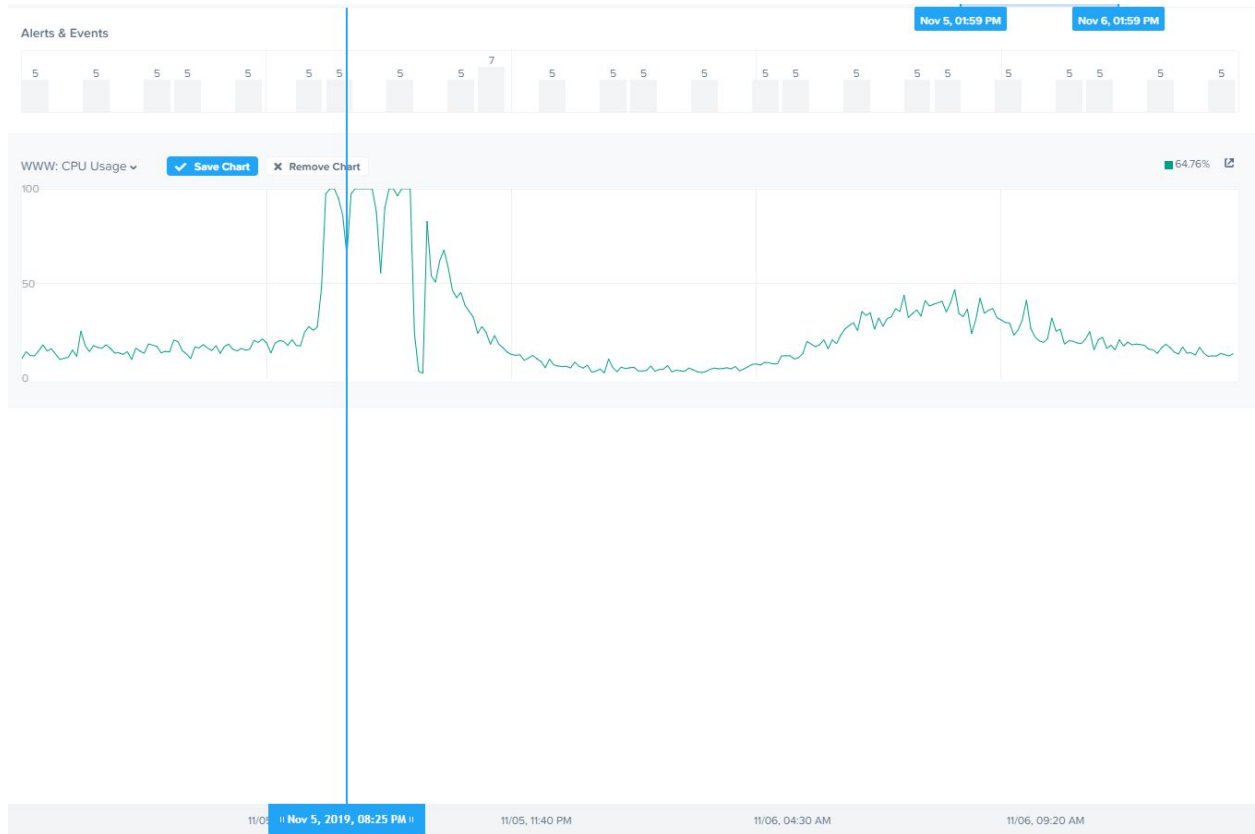 Nov 5, 01:59 PM Nov 6, 01:59 PM
Alerts & Events
7
5 5 5 5 5 5 5 5 5 5 5 5 5 5 5 5 5 5 5 5 5 5 5
WWW: CPU Usage Save Chart Remove Chart 64.76%
100
50
0
11/05 Nov 5, 2019, 08:25 PM 11/05, 11:40 PM 11/06, 04:30 AM 11/06, 09:20 AM